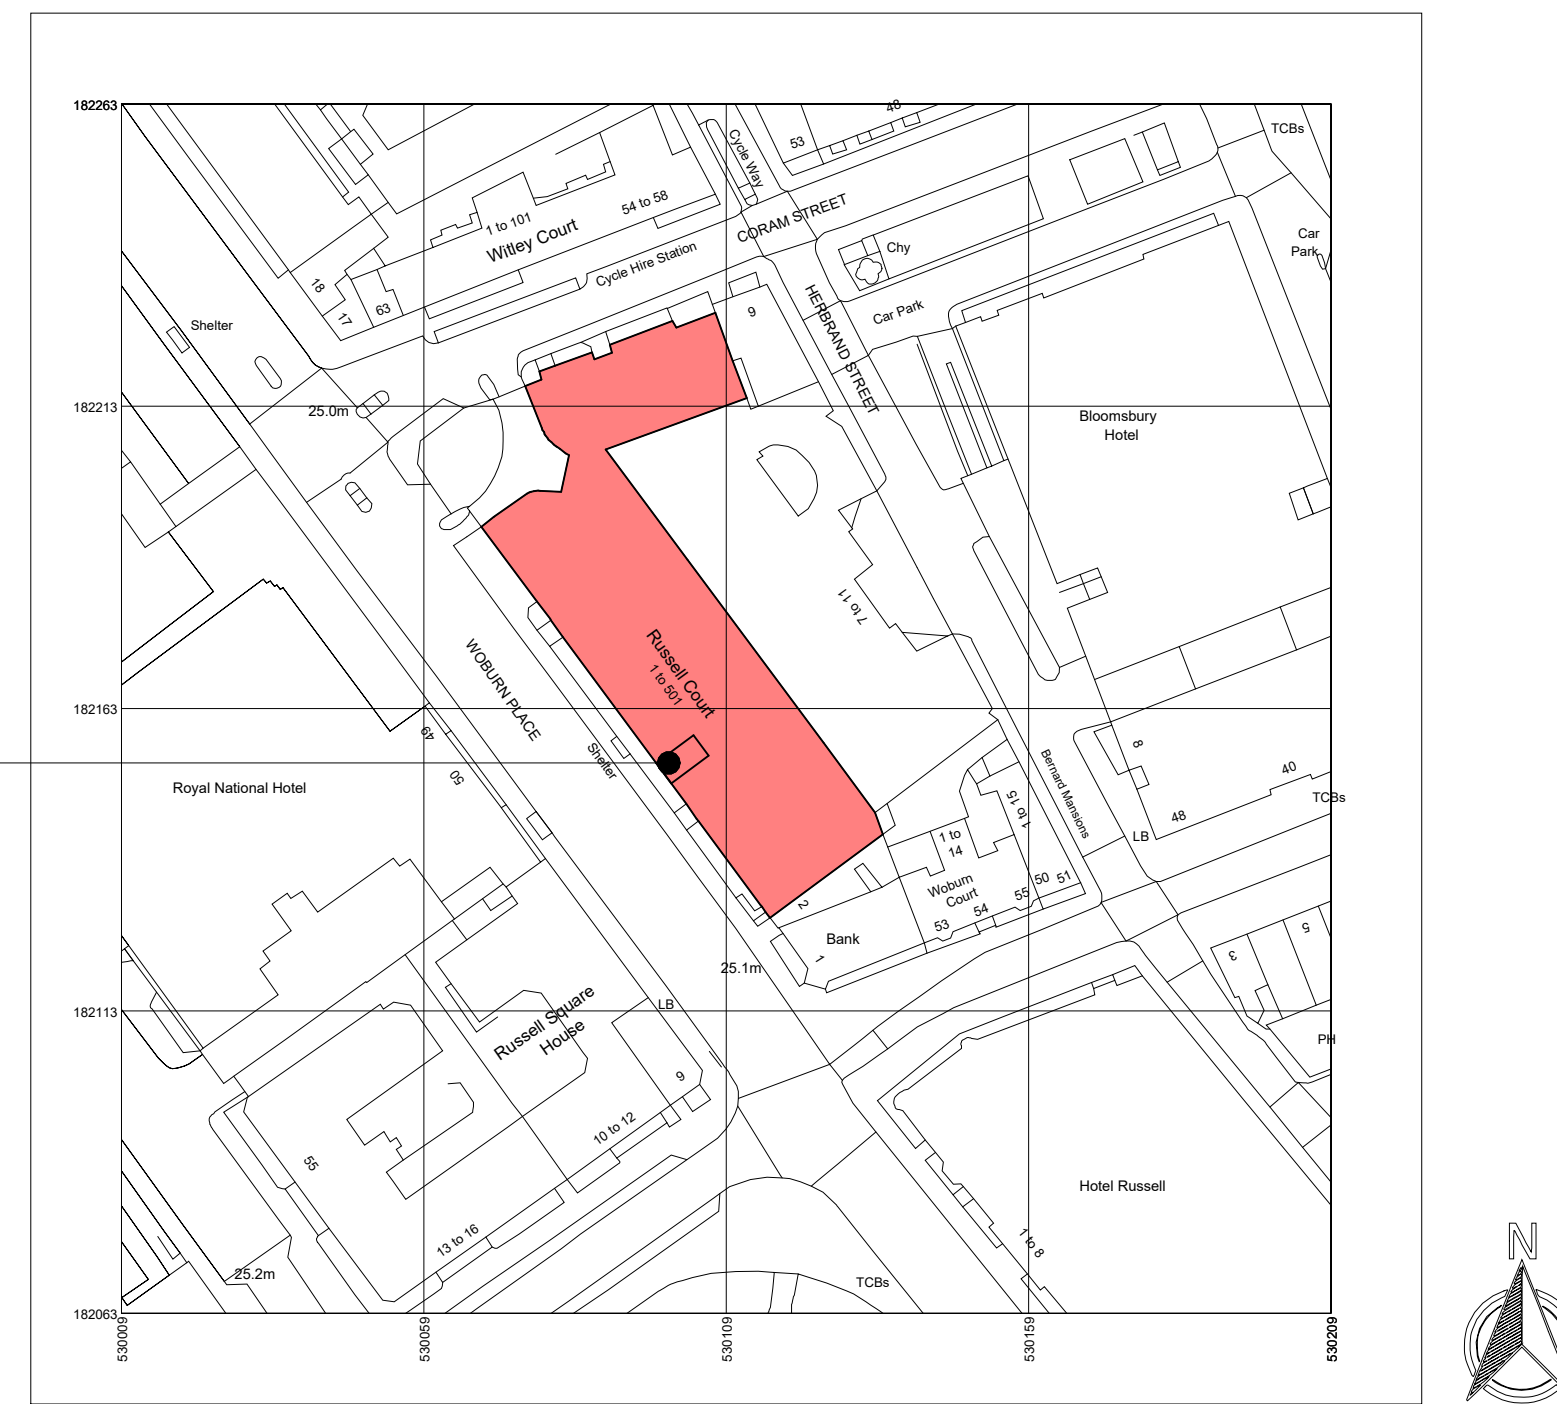 182263
48
TCBs
53
Cycle Way
54 to 58
1 to 101
Witley Court
CORAM STREET
Cycle Hire Station
Chy
Car
Park
18
17
63
Shelter
9
HERBRAND STREET
Car Park
182213
25.0m
Bloomsbury
Hotel
7 to 11
WOBURN PLACE
Russell Court
1 to 501
182163
49
50
Shelter
Royal National Hotel
Bernard Mansions
8
40
TCBs
48
LB
1 to 15
1 to
14
Woburn
Court
53
54
55
50
51
2
Bank
1
25.1m
3
5
PH
LB
182113
Russell Square
House
9
10 to 12
55
13 to 16
25.2m
Hotel Russell
1 to 8
TCBs
N
182063
530009
530059
530109
530159
530209